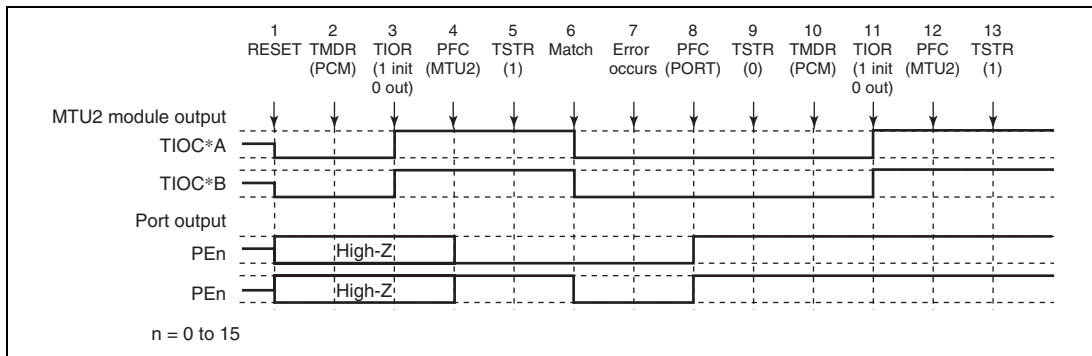 1 2 3 4 5 6 7 8 9 10 11 12 13
RESET TMDR TIOR PFC TSTR Match Error PFC TSTR TMDR TIOR PFC TSTR
(PCM) (1 init (MTU2) (1) occurs (PORT) (0) (PCM) (1 init (MTU2) (1)
0 out) 0 out)
MTU2 module output
TIOC*A
TIOC*B
Port output
PEn High-Z
PEn High-Z
n = 0 to 15